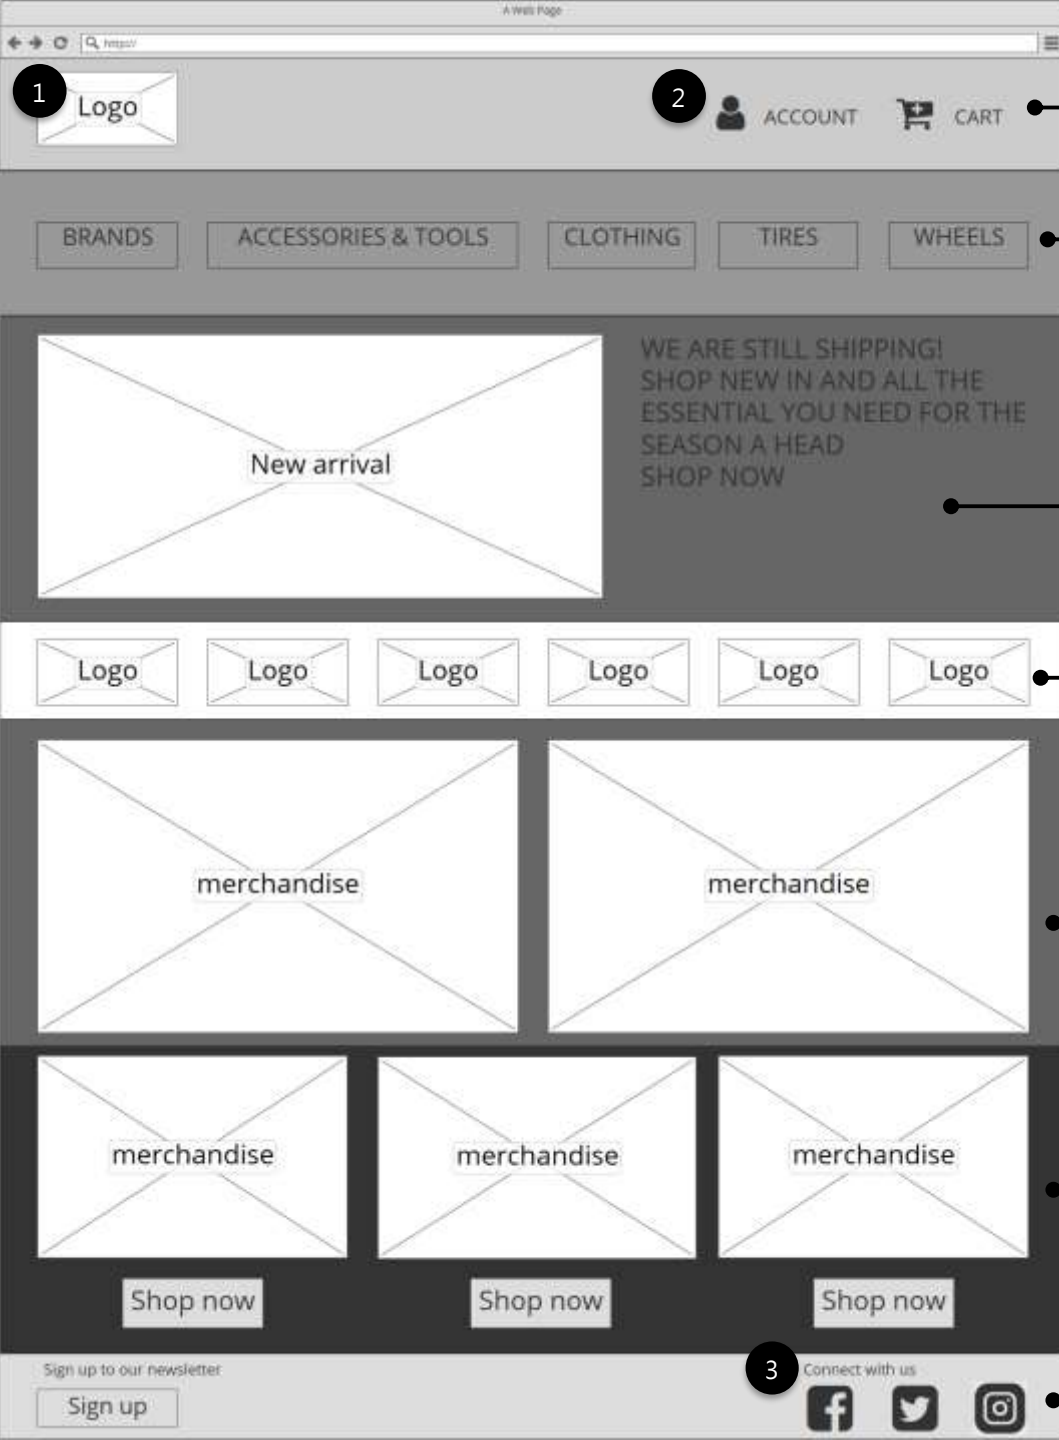 A Web Page
https://
1
Logo
2
ACCOUNT
CART
BRANDS
ACCESSORIES & TOOLS
CLOTHING
TIRES
WHEELS
New arrival
WE ARE STILL SHIPPING!
SHOP NEW IN AND ALL THE
ESSENTIAL YOU NEED FOR THE
SEASON A HEAD
SHOP NOW
Logo
Logo
Logo
Logo
Logo
Logo
merchandise
merchandise
merchandise
merchandise
merchandise
Shop now
Shop now
Shop now
Sign up to our newsletter
Sign up
3
Connect with us